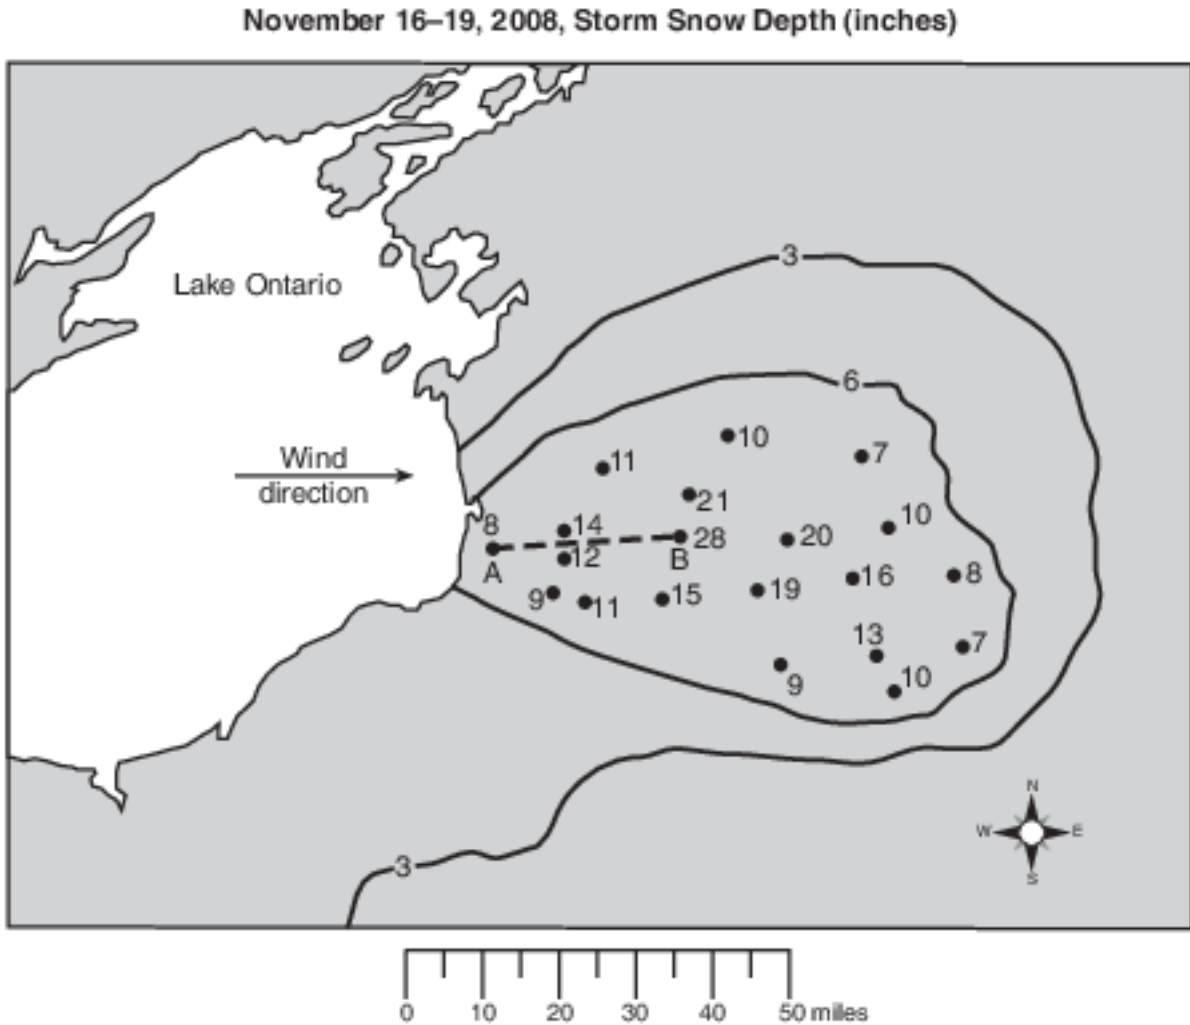 November 16–19, 2008, Storm Snow Depth (inches)
3
Lake Ontario
6
10
7
11
Wind
direction
21
8
14
10
28
20
A
12
B
16
8
9
11
15
19
13
7
9
10
N
W
E
S
3
0
10
20
30
40
50 miles